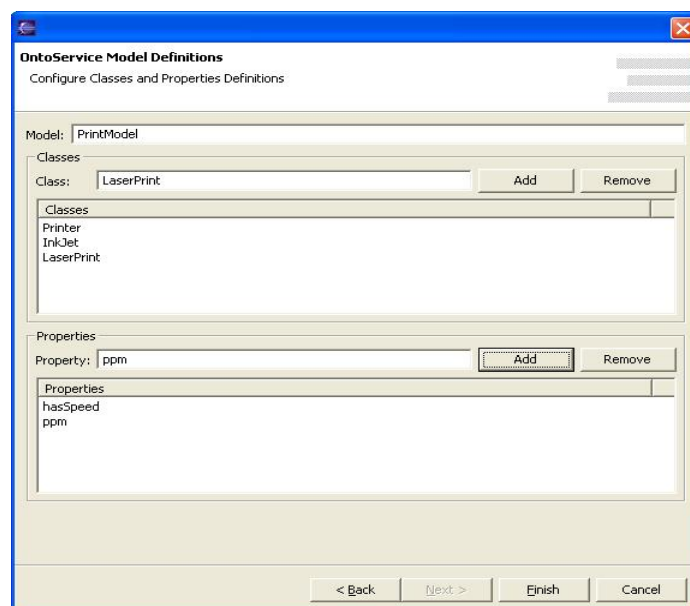 OntoService Model Definitions
Configure Classes and Properties Definitions
Model: PrintModel
Classes
Class: LaserPrint Add Remove
Classes
Printer
InkJet
LaserPrint
Properties
Property: ppm Add Remove
Properties
hasSpeed
ppm
< Back Next > Finish Cancel